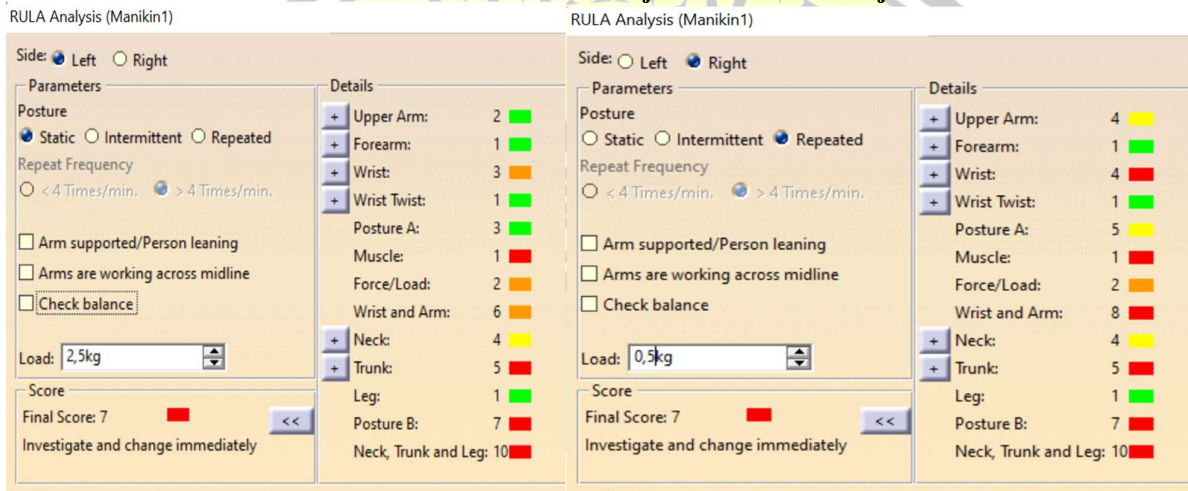 RULA Analysis (Manikin1)
Side: Left Right
Parameters
Posture
Static Intermittent Repeated
Repeat Frequency
< 4 Times/min. > 4 Times/min.
Arm supported/Person leaning
Arms are working across midline
Check balance
Load: 2,5kg
Score
Final Score: 7
<<
Investigate and change immediately
Details
+ Upper Arm: 2
+ Forearm: 1
+ Wrist: 3
+ Wrist Twist: 1
Posture A: 3
Muscle: 1
Force/Load: 2
Wrist and Arm: 6
+ Neck: 4
+ Trunk: 5
Leg: 1
Posture B: 7
Neck, Trunk and Leg: 10
RULA Analysis (Manikin1)
Side: Left Right
Parameters
Posture
Static Intermittent Repeated
Repeat Frequency
< 4 Times/min. > 4 Times/min.
Arm supported/Person leaning
Arms are working across midline
Check balance
Load: 0,5kg
Score
Final Score: 7
<<
Investigate and change immediately
Details
+ Upper Arm: 4
+ Forearm: 1
+ Wrist: 4
+ Wrist Twist: 1
Posture A: 5
Muscle: 1
Force/Load: 2
Wrist and Arm: 8
+ Neck: 4
+ Trunk: 5
Leg: 1
Posture B: 7
Neck, Trunk and Leg: 10